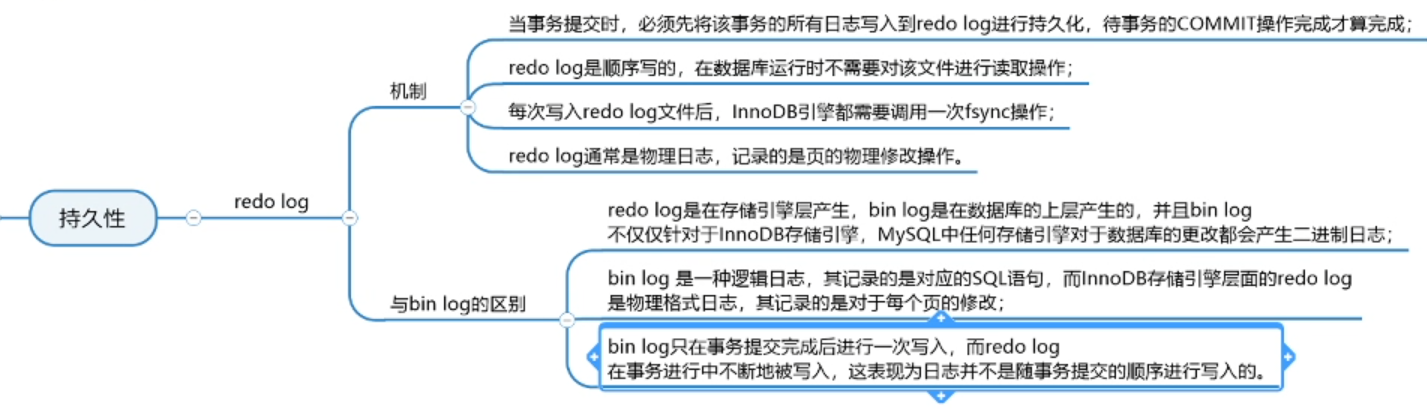 当事务提交时，必须先将该事务的所有日志写入到redo log进行持久化，待事务的COMMIT操作完成才算完成；
redo log是顺序写的，在数据库运行时不需要对该文件进行读取操作；
机制
每次写入redo log文件后，InnoDB引擎都需要调用一次fsync操作；
redo log通常是物理日志，记录的是页的物理修改操作。
持久性
redo log
redo log是在存储引擎层产生，bin log是在数据库的上层产生的，并且bin log
不仅仅针对于InnoDB存储引擎，MySQL中任何存储引擎对于数据库的更改都会产生二进制日志；
bin log 是一种逻辑日志，其记录的是对应的SQL语句，而InnoDB存储引擎层面的redo log
是物理格式日志，其记录的是对于每个页的修改；
与bin log的区别
bin log只在事务提交完成后进行一次写入，而redo log
在事务进行中不断地被写入，这表现为日志并不是随事务提交的顺序进行写入的。